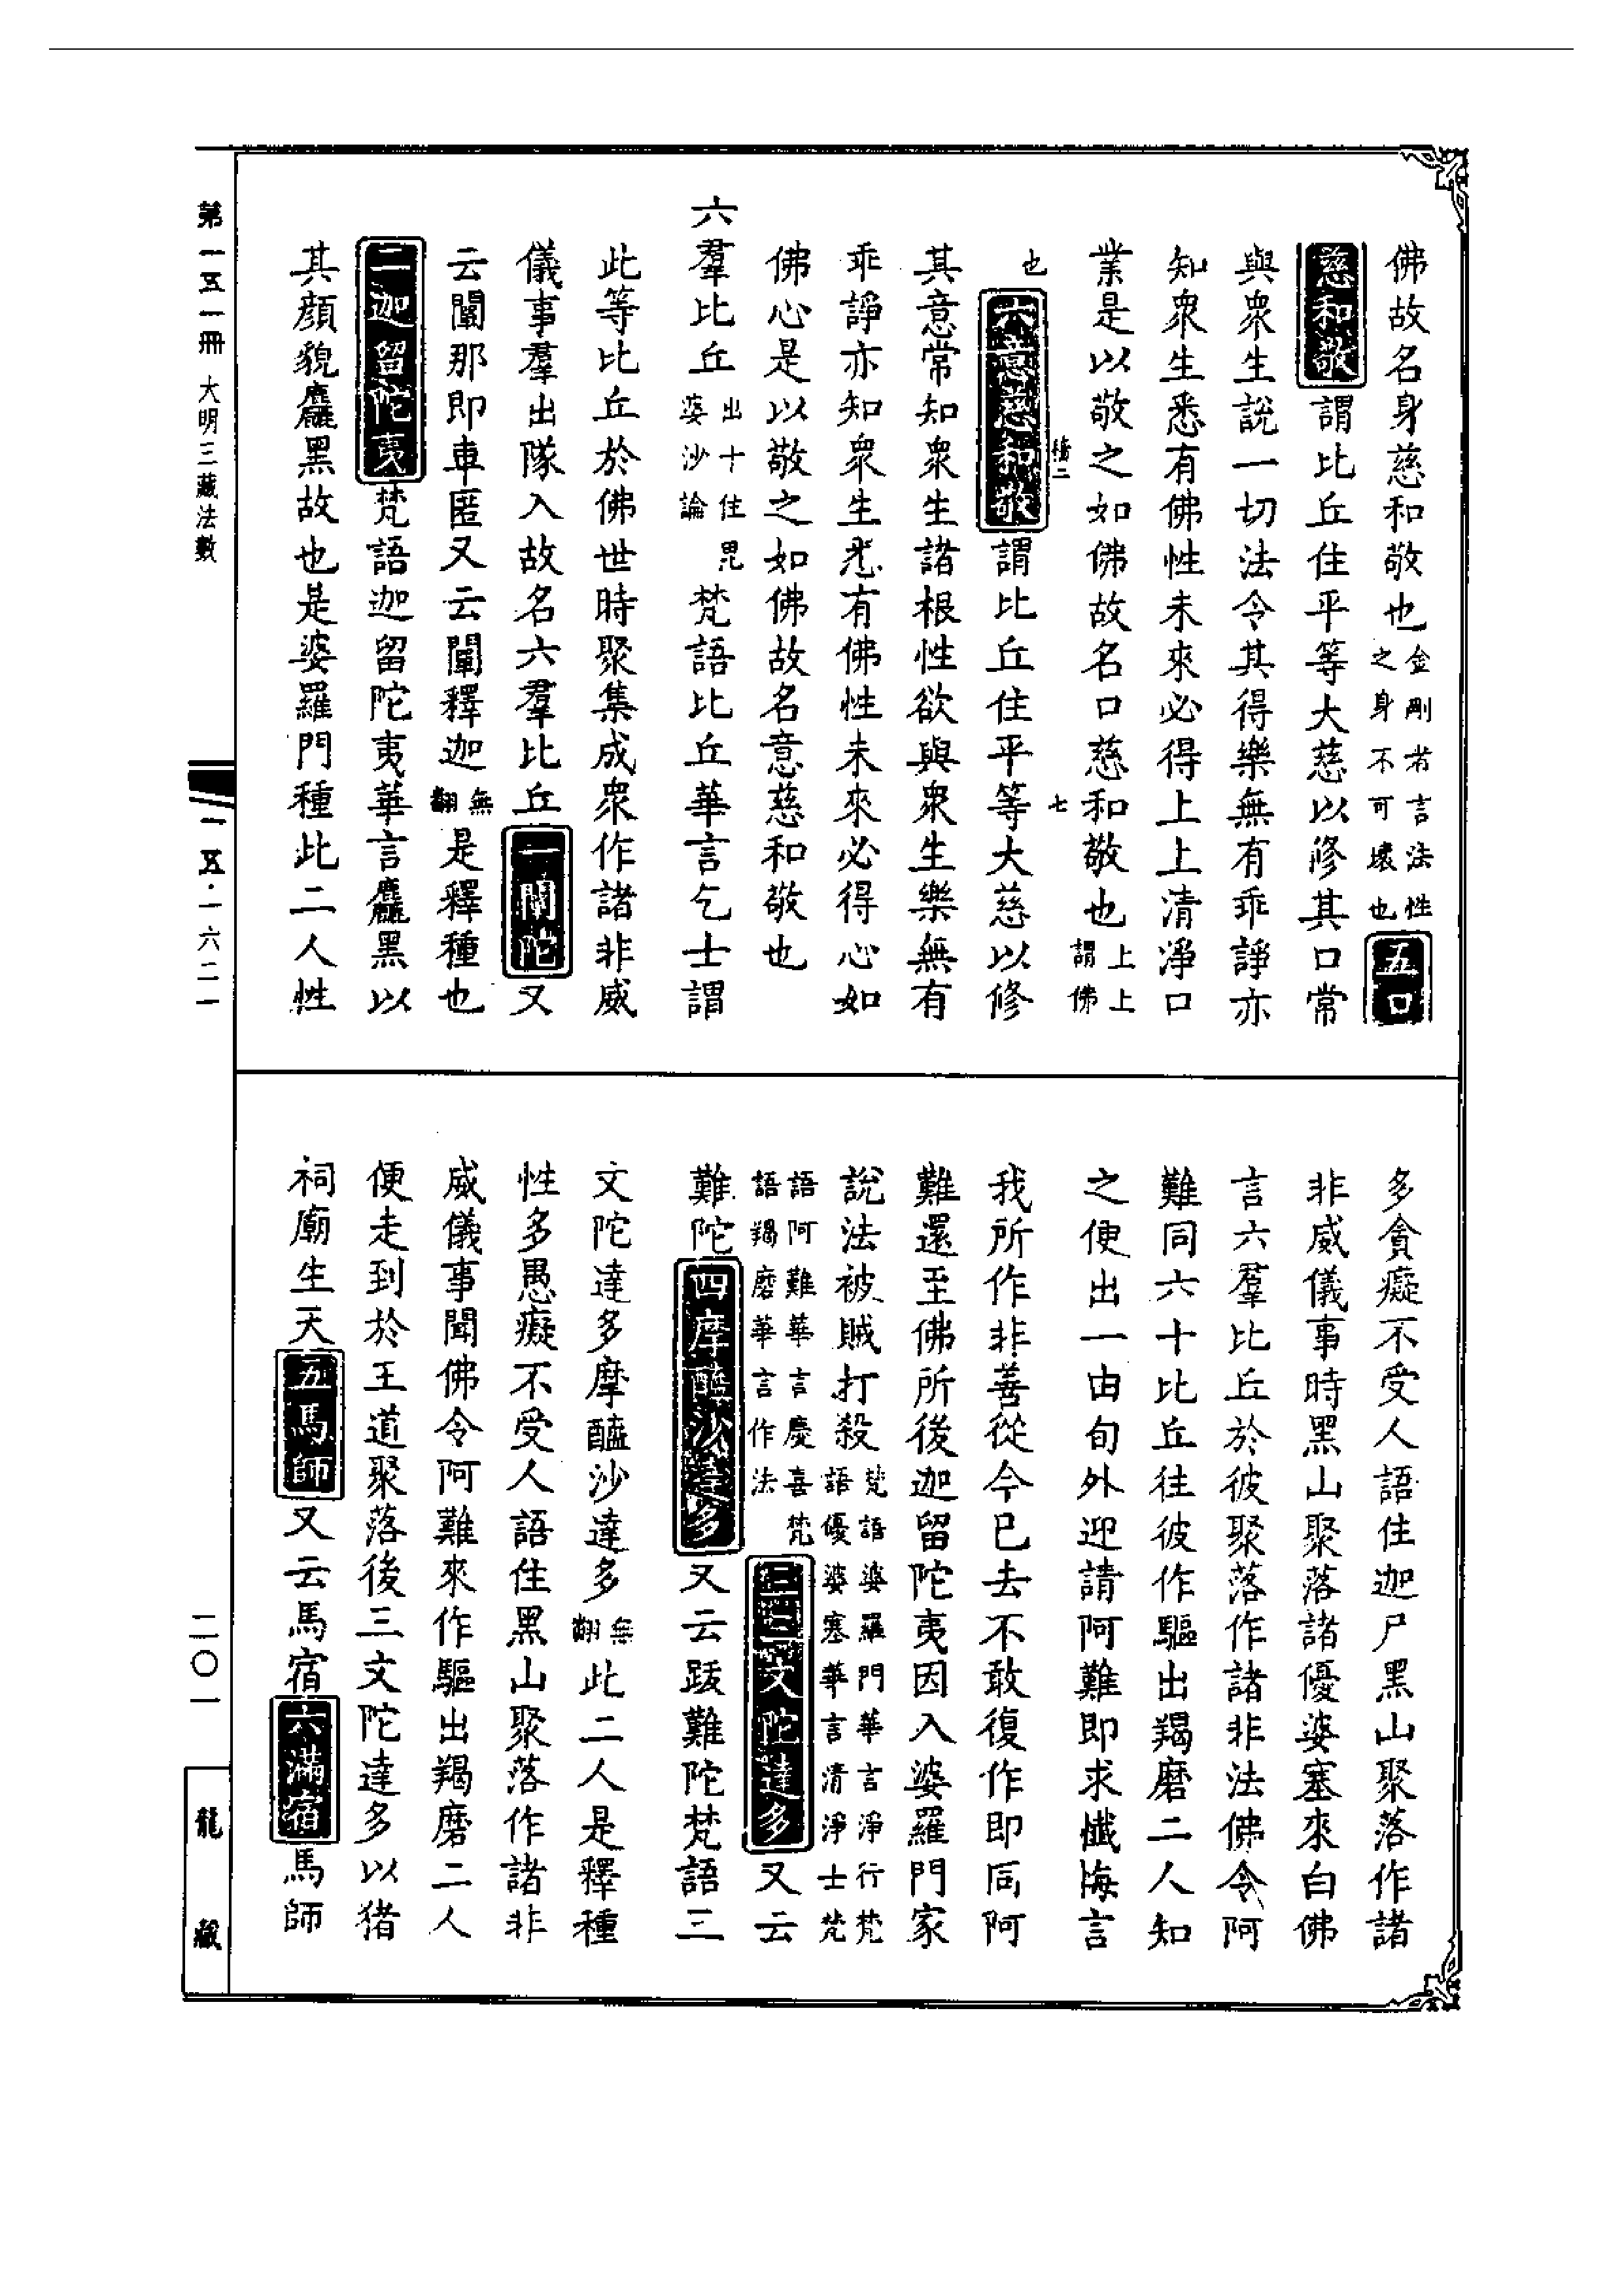 佛故名身慈和敬也金剛者言法性之身不可壞也五口
慈和敬謂比丘住平等大慈以修其口常
與衆生說一切法令其得樂無有乖諍亦
知衆生悉有佛性未來必得上上清淨口
業是以敬之如佛故名口慈和敬也上上謂佛
也六意慈和敬謂比丘住平等大慈以修
其意常知衆生諸根性欲與衆生樂無有
乖諍亦知衆生悉有佛性未來必得心如
佛心是以敬之如佛故名意慈和敬也
六羣比丘出十住毘婆沙論梵語比丘華言乞士謂
此等比丘於佛世時聚集成衆作諸非威
儀事羣出隊入故名六羣比丘一闡陀又
云闡那即車匿又云闡釋迦無翻是釋種也
二迦留陀夷梵語迦留陀夷華言麤黑以
其顏貌麤黑故也是婆羅門種此二人性
多貪癡不受人語住迦尸黑山聚落作諸
非威儀事時黑山聚落諸優婆塞來白佛
言六羣比丘於彼聚落作諸非法佛令阿
難同六十比丘往彼作驅出羯磨二人知
之便出一由旬外迎請阿難即求懺悔言
我所作非善從今已去不敢復作即同阿
難還至佛所後迦留陀夷因入婆羅門家
說法被賊打殺梵語婆羅門華言淨行梵語優婆塞華言清淨士梵
語阿難華言慶喜梵語羯磨華言作法三三文陀達多又云
難陀四摩醯沙達多又云跋難陀梵語三
文陀達多摩醯沙達多無翻此二人是釋種
性多愚癡不受人語住黑山聚落作諸非
威儀事聞佛令阿難來作驅出羯磨二人
便走到於王道聚落後三文陀達多以猪
祠廟生天五馬師又云馬宿六滿宿馬師
第一五一冊 大明三藏法數
一五·一六二一
二〇一
龍藏